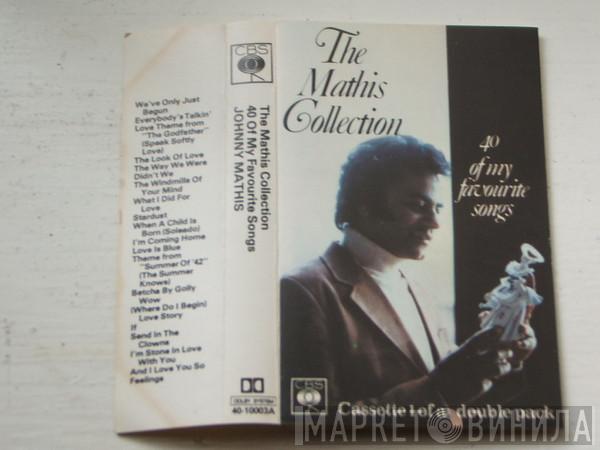 We've Only Just
Begun
Everybody's Talkin'
Love Theme from
"The Godfather"
(Speak Softly
Love)
The Look Of Love
The Way We Were
Didn't We
The Windmills Of
Your Mind
What I Did For
Love
Stardust
When A Child Is
Born (Soleado)
I'm Coming Home
Love Is Blue
Theme from
"Summer Of '42"
(The Summer
Knows)
Betcha By Golly
Wow
(Where Do I Begin)
Love Story
If
Send In The
Clowns
I'm Stone In Love
With You
And I Love You So
Feelings
CBS
The Mathis Collection
40 Of My Favourite Songs
JOHNNY MATHIS
DOLBY SYSTEM
40-10003A
The
Mathis
Collection
40
of my
favourite
songs
CBS
Cassette 1 of a double pack
МАРКЕТ ВИНИЛА